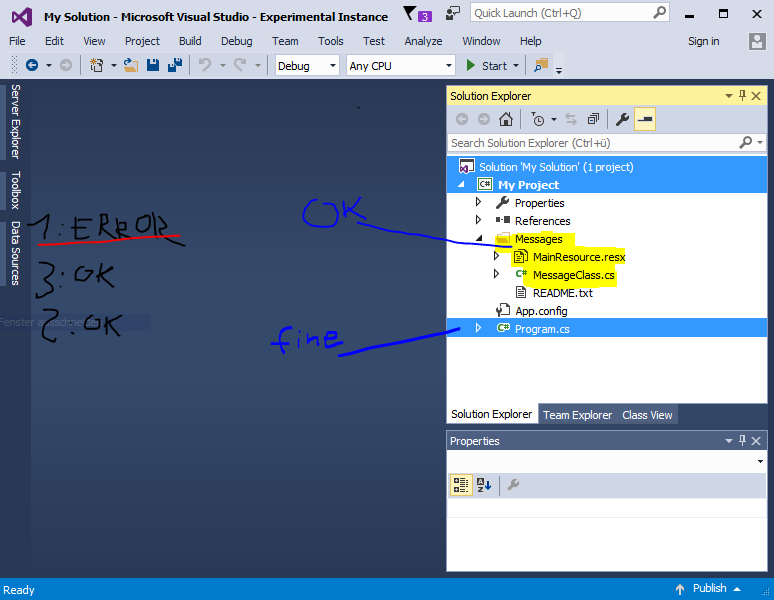 My Solution - Microsoft Visual Studio - Experimental Instance
3
Quick Launch (Ctrl+Q)
File Edit View Project Build Debug Team Tools Test Analyze Window Help Sign in
Debug Any CPU Start
Server Explorer
Toolbox
Data Sources
Solution Explorer
Search Solution Explorer (Ctrl+ü)
Solution 'My Solution' (1 project)
C# My Project
Properties
References
Messages
MainResource.resx
C# MessageClass.cs
README.txt
App.config
C# Program.cs
OK
fine
1: ERROR
3: OK
Fenster ausschneiden
2: OK
Solution Explorer Team Explorer Class View
Properties
Ready
Publish